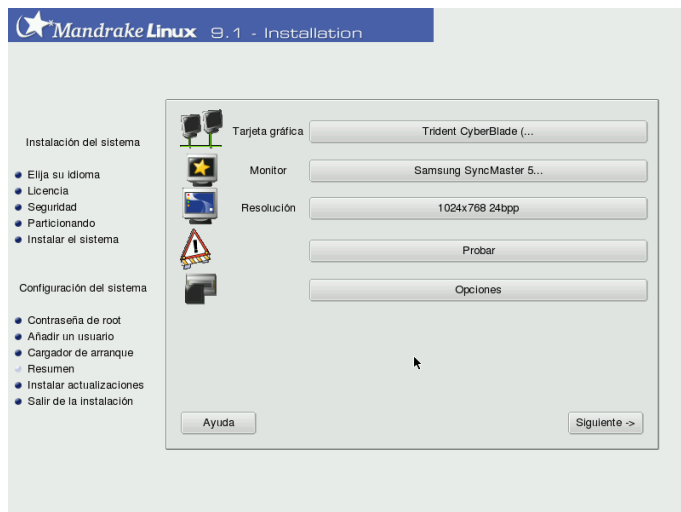 Mandrake Linux 9.1 - Installation
Instalación del sistema
Elija su idioma
Licencia
Seguridad
Particionando
Instalar el sistema
Configuración del sistema
Contraseña de root
Añadir un usuario
Cargador de arranque
Resumen
Instalar actualizaciones
Salir de la instalación
Tarjeta gráfica Trident CyberBlade (...
Monitor Samsung SyncMaster 5...
Resolución 1024x768 24bpp
Probar
Opciones
Ayuda Siguiente ->